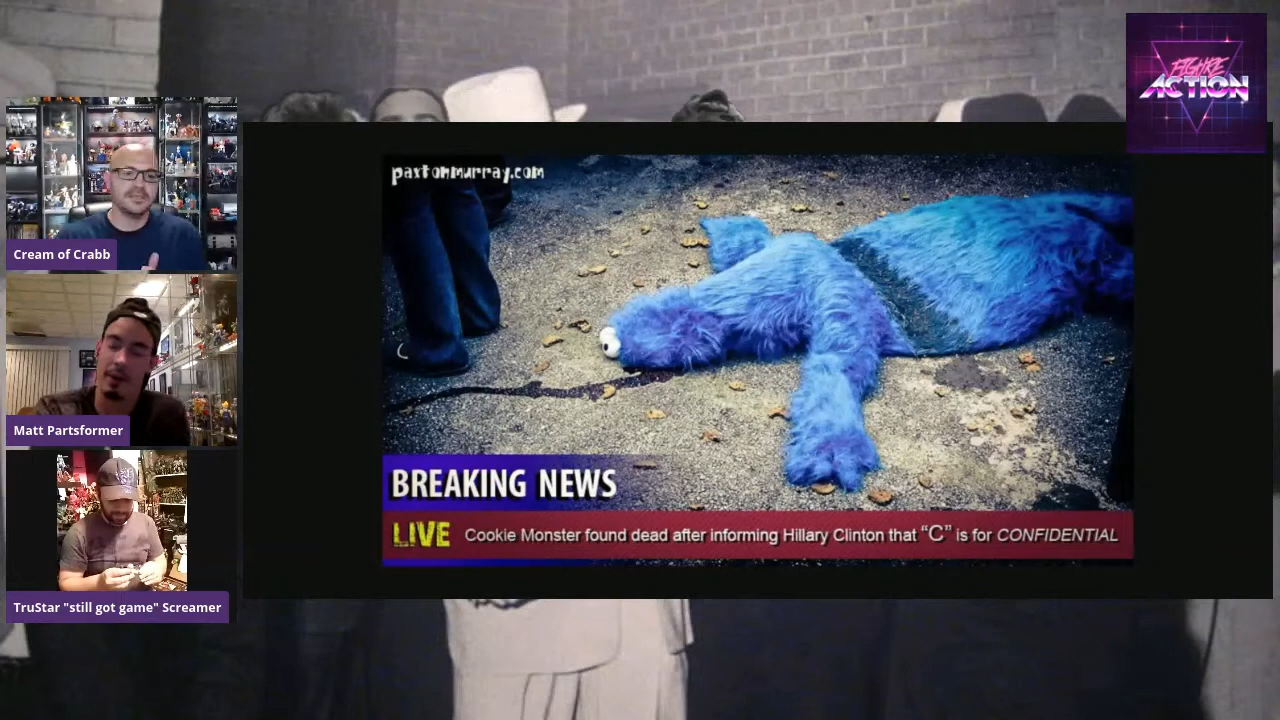 FIGURE
ACTION
Cream of Crabb
Matt Partsformer
TruStar "still got game" Screamer
paxtonmurray.com
BREAKING NEWS
LIVE Cookie Monster found dead after informing Hillary Clinton that “C” is for CONFIDENTIAL